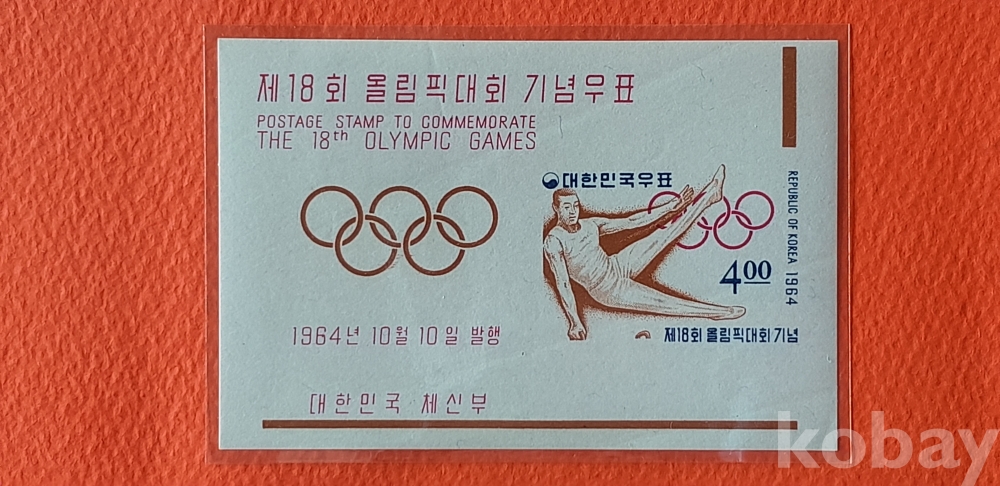 제18회 올림픽대회 기념우표
POSTAGE STAMP TO COMMEMORATE
THE 18th OLYMPIC GAMES
대한민국우표
REPUBLIC OF KOREA 1964
4.00
제18회 올림픽대회기념
1964년 10월 10일 발행
대한민국 체신부
kobay